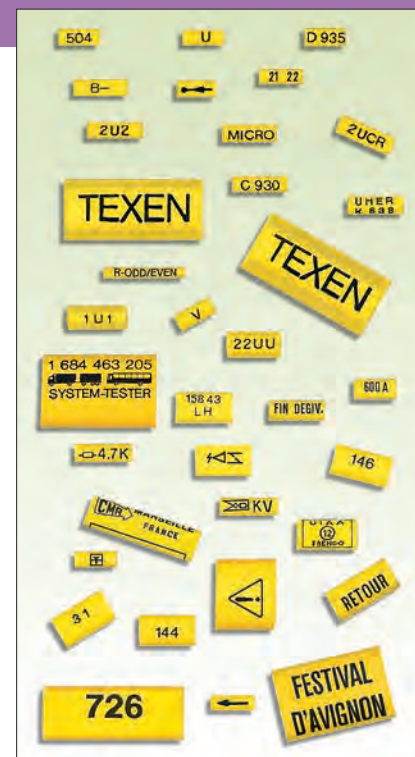 504
U
D 935
B-
21 22
2U2
MICRO
2UCR
TEXEN
C 930
UHER
R-ODD/EVEN
TEXEN
1U1
V
22UU
1 684 463 205
SYSTEM-TESTER
158 43
LH
FIN DEGIV.
600 A
4.7K
146
CMR MARSEILLE
FRANCE
KV
12
31
144
RETOUR
726
FESTIVAL
D'AVIGNON